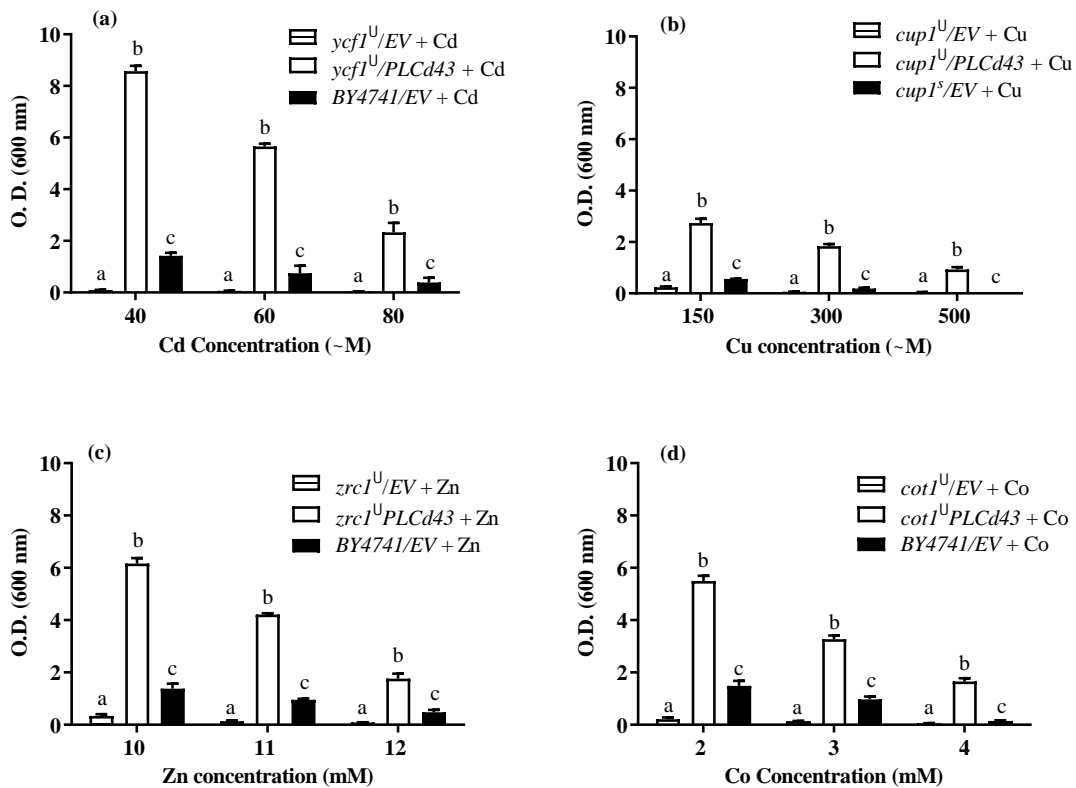 (a)
ycf1ᵁ/EV + Cd
ycf1ᵁ/PLCd43 + Cd
BY4741/EV + Cd
O. D. (600 nm)
10
8
6
4
2
0
a b c a b c a b c
40 60 80
Cd Concentration (~M)
(b)
cup1ᵁ/EV + Cu
cup1ᵁ/PLCd43 + Cu
cup1ˢ/EV + Cu
O.D. (600 nm)
10
8
6
4
2
0
a b c a b c a b c
150 300 500
Cu concentration (~M)
(c)
zrc1ᵁ/EV + Zn
zrc1ᵁPLCd43 + Zn
BY4741/EV + Zn
O.D. (600 nm)
10
8
6
4
2
0
a b c a b c a b c
10 11 12
Zn concentration (mM)
(d)
cot1ᵁ/EV + Co
cot1ᵁPLCd43 + Co
BY4741/EV + Co
O.D. (600 nm)
10
8
6
4
2
0
a b c a b c a b c
2 3 4
Co Concentration (mM)